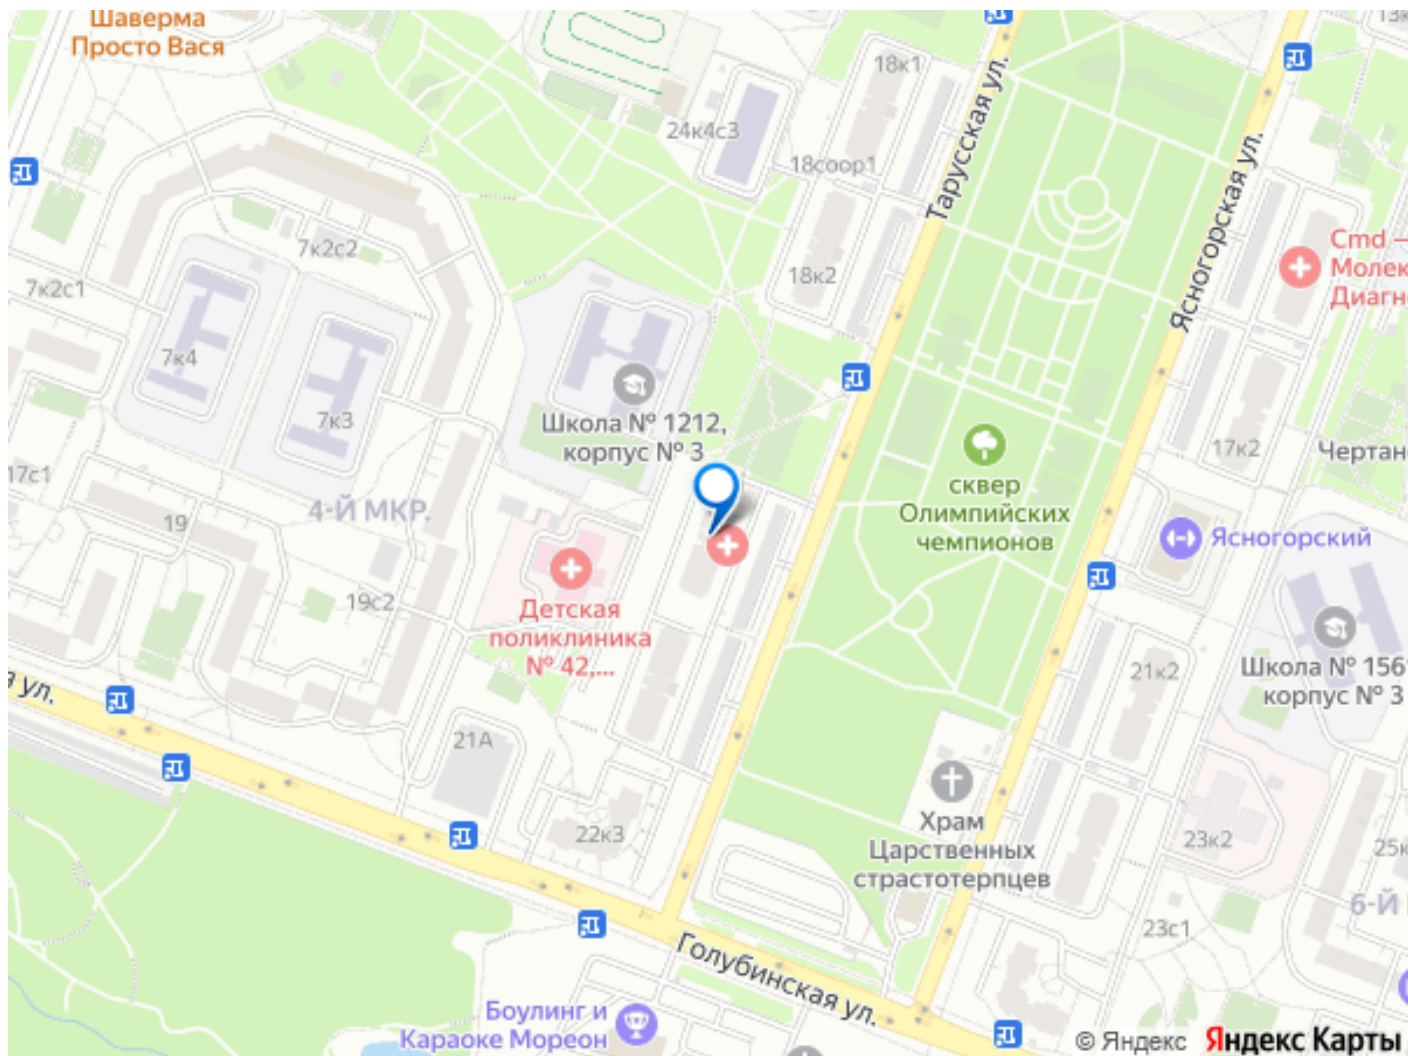 Шаверма
Просто Вася
18к1
24к4с3
18соор1
Тарусская ул.
Ясногорская ул.
7к2с2
7к2с1
18к2
Cmd –
Молек
Диагн
7к4
7к3
Школа № 1212,
корпус № 3
17к2
Чертан
17с1
4-Й МКР.
19
сквер
Олимпийских
чемпионов
Ясногорский
19с2
Детская
поликлиника
№ 42,...
21к2
Школа № 156
корпус № 3
я ул.
21А
22к3
Храм
Царственных
страстотерпцев
23к2
25к
6-Й
23с1
Голубинская ул.
Боулинг и
Караоке Мореон
© Яндекс Яндекс Карты